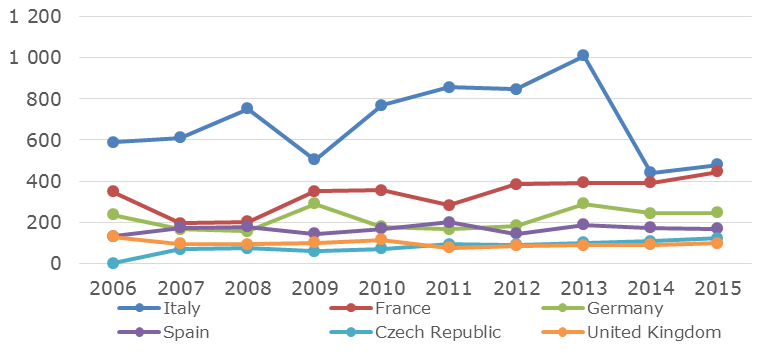 1 200
1 000
800
600
400
200
0
2006 2007 2008 2009 2010 2011 2012 2013 2014 2015
Italy France Germany
Spain Czech Republic United Kingdom